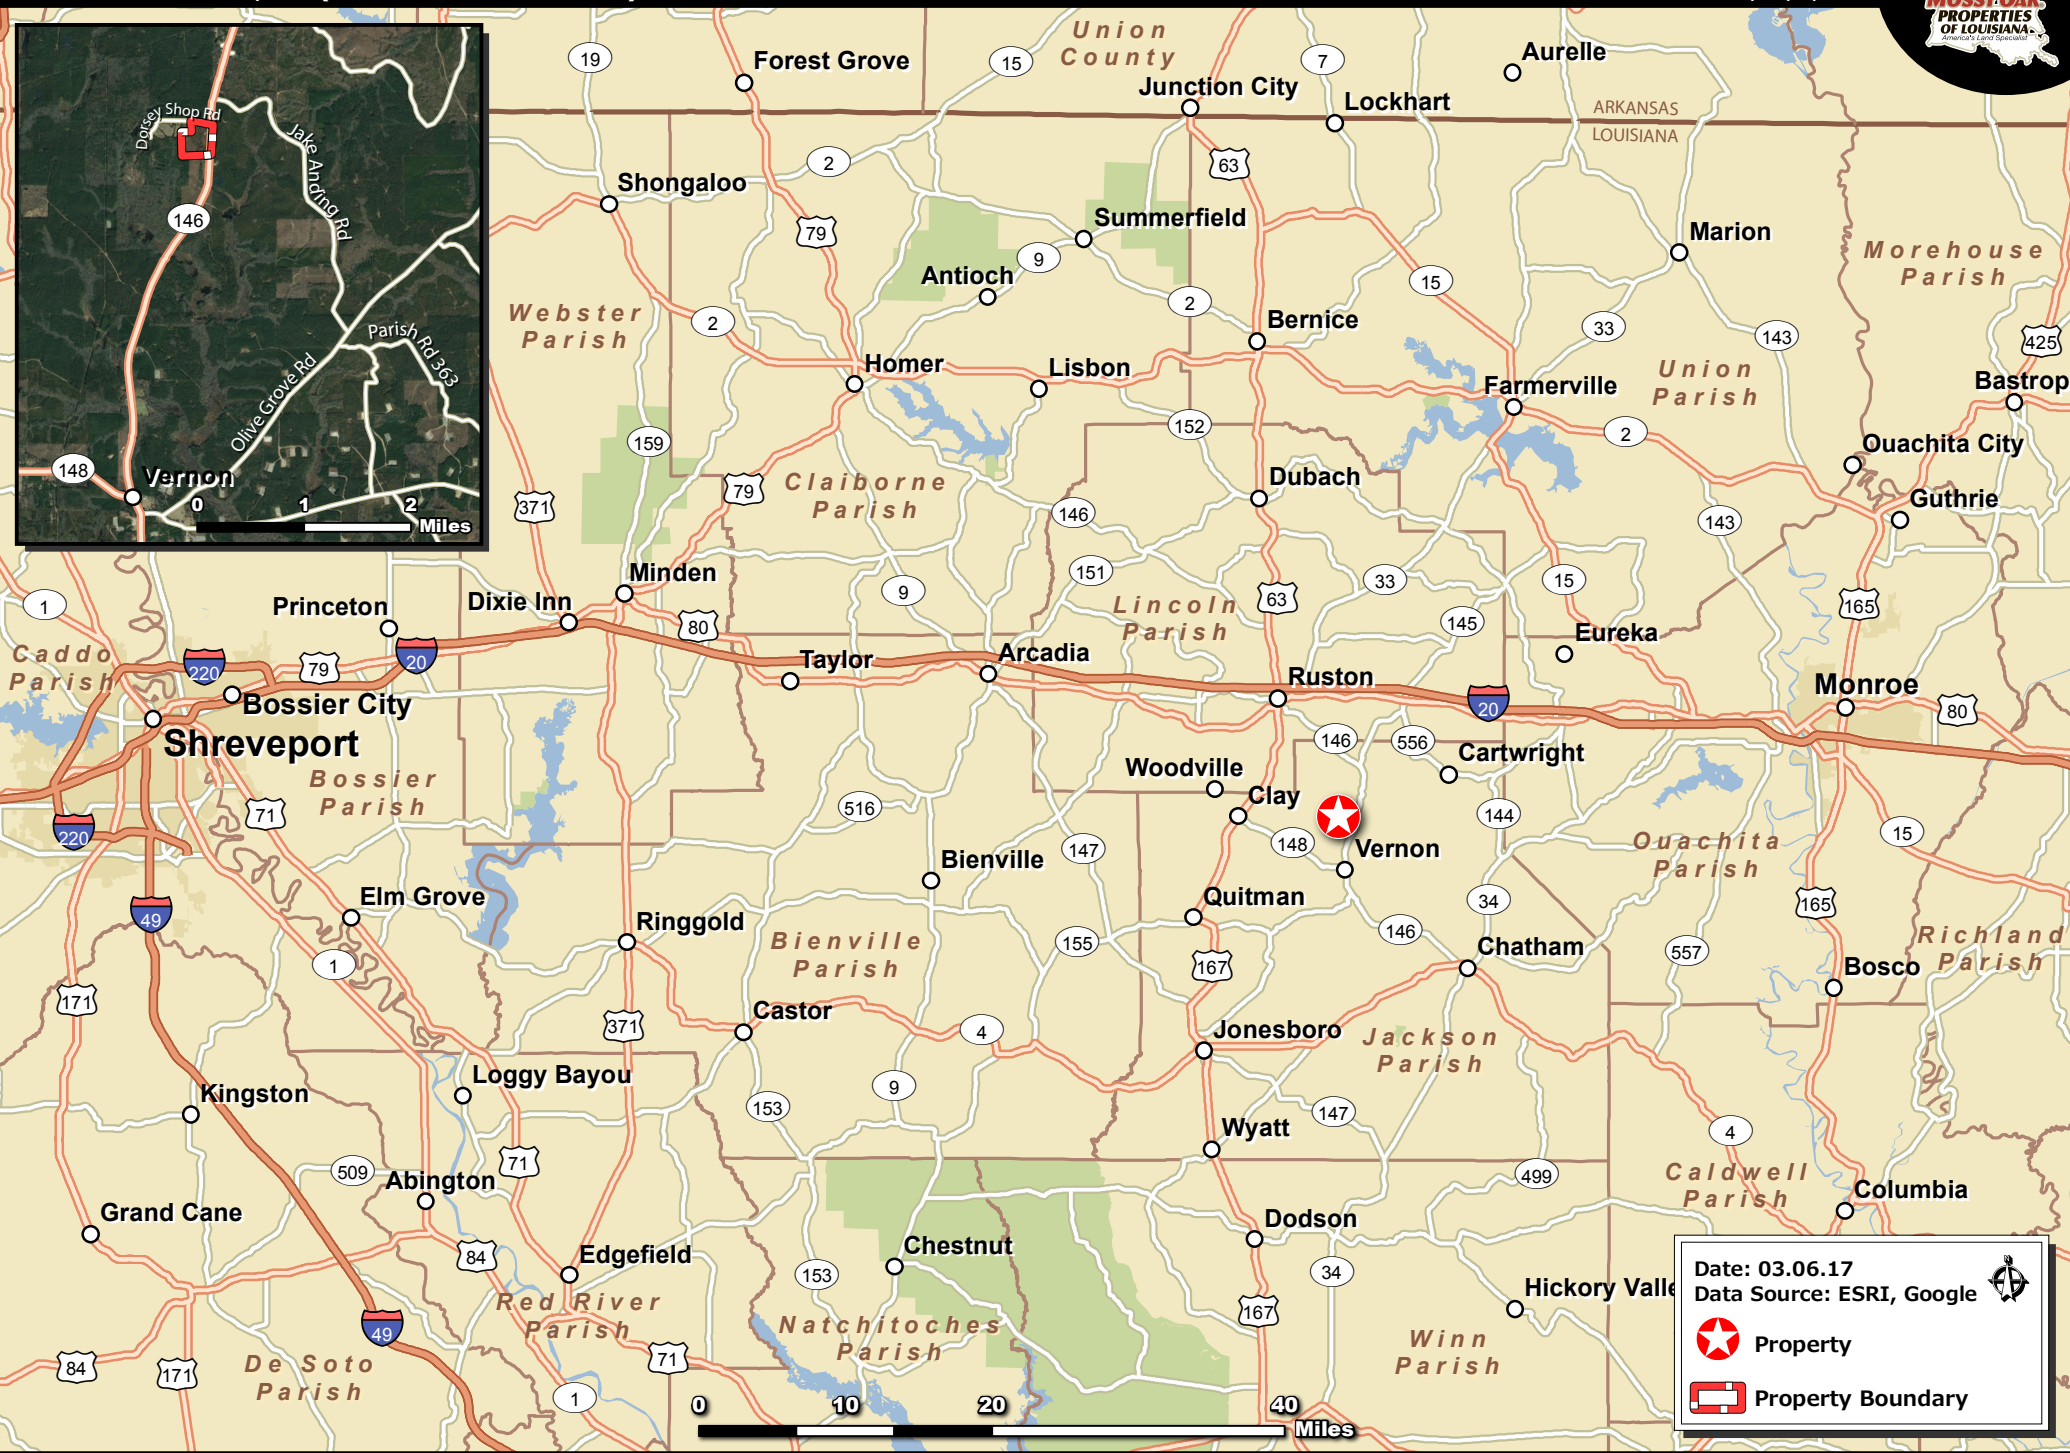 MOSSY OAK
PROPERTIES
OF LOUISIANA
America's Land Specialist
Dorsey Shop Rd
Jake Anding Rd
146
Parish Rd 363
Olive Grove Rd
148
Vernon
0 1 2
Miles
19
Forest Grove
15
Union
County
7
Aurelle
Junction City
Lockhart
ARKANSAS
LOUISIANA
2
63
Shongaloo
79
Summerfield
9
Antioch
2
15
Marion
Morehouse
Parish
Webster
Parish
2
Bernice
33
143
425
Homer
Lisbon
Farmerville
Union
Parish
Bastrop
159
152
2
Ouachita City
371
79
Claiborne
Parish
146
Dubach
143
Guthrie
1
Princeton
Dixie Inn
Minden
80
9
151
Lincoln
Parish
63
33
145
15
Eureka
165
Caddo
Parish
220
79
20
Taylor
Arcadia
Ruston
20
Monroe
80
Bossier City
Shreveport
Bossier
Parish
71
220
146
556
Cartwright
Woodville
Clay
516
147
148
Vernon
144
Ouachita
Parish
15
Bienville
Elm Grove
49
Ringgold
Quitman
34
165
Bienville
Parish
155
146
Chatham
557
Richland
Parish
1
167
Bosco
171
371
Castor
4
Jonesboro
Jackson
Parish
Kingston
Loggy Bayou
153
9
147
Wyatt
4
509
71
Abington
499
Caldwell
Parish
Columbia
Grand Cane
84
Edgefield
Chestnut
Dodson
153
34
Hickory Valle
Red River
Parish
49
Natchitoches
Parish
167
Winn
Parish
84
171
De Soto
Parish
71
1
0 10 20 40
Miles
Date: 03.06.17
Data Source: ESRI, Google
Property
Property Boundary